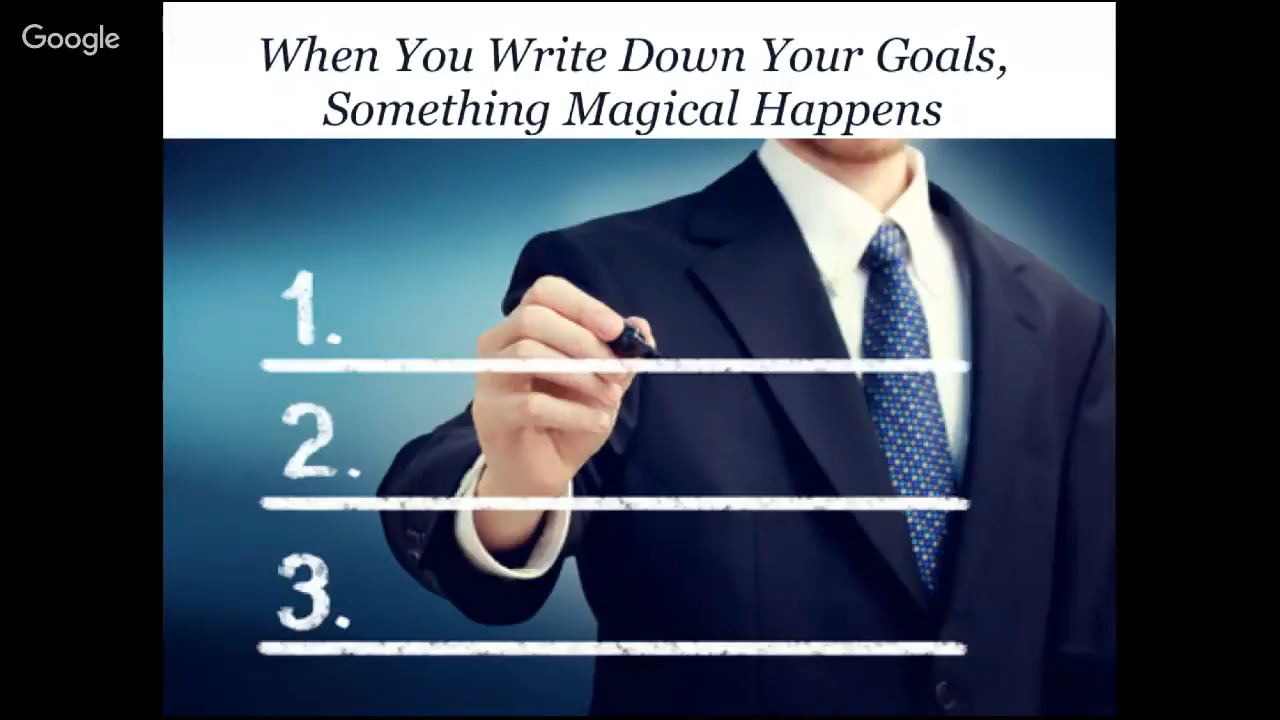 Google
When You Write Down Your Goals,
Something Magical Happens
1.
2.
3.